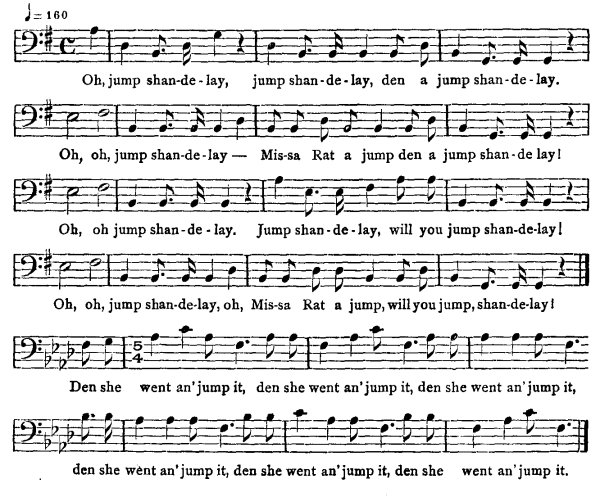 ♩= 160
Oh, jump shan-de-lay, jump shan-de-lay, den a jump shan-de-lay.
Oh, oh, jump shan-de-lay — Mis-sa Rat a jump den a jump shan-de lay!
Oh, oh jump shan-de-lay. Jump shan-de-lay, will you jump shan-de-lay!
Oh, oh, jump shan-de-lay, oh, Mis-sa Rat a jump, will you jump, shan-de-lay!
5
4
Den she went an' jump it, den she went an' jump it, den she went an' jump it,
den she went an' jump it, den she went an' jump it, den she went an' jump it.